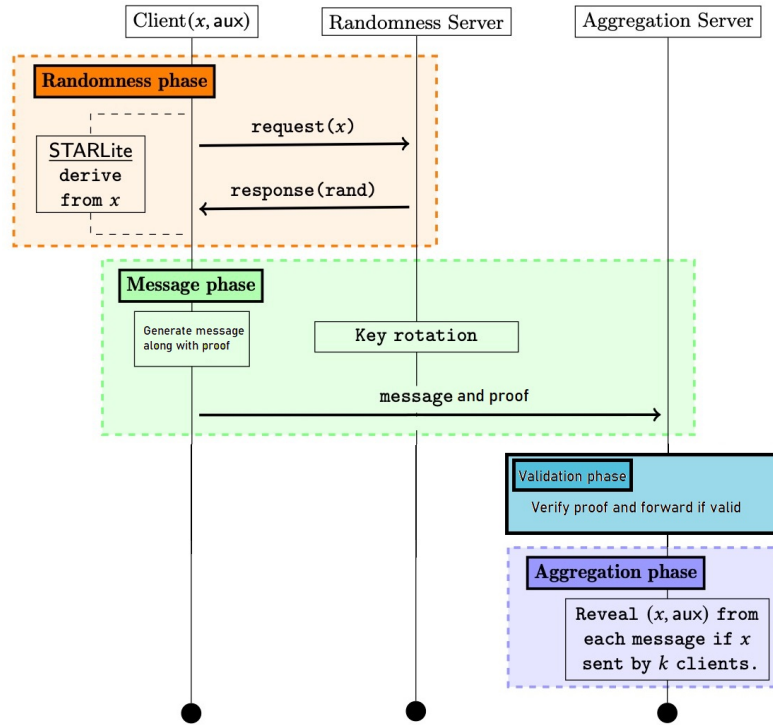 Client(x, aux)
Randomness Server
Aggregation Server
Randomness phase
STARLite
derive
from x
request(x)
response(rand)
Message phase
Generate message
along with proof
Key rotation
message and proof
Validation phase
Verify proof and forward if valid
Aggregation phase
Reveal (x, aux) from
each message if x
sent by k clients.